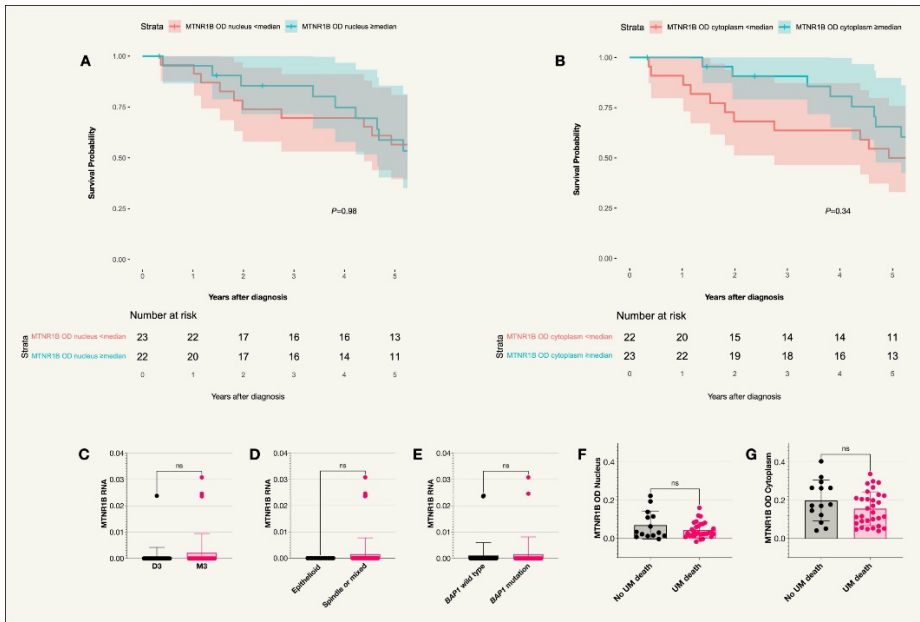 Strata MTNR1B OD nucleus <median MTNR1B OD nucleus ≥median
A
1.00
0.75
0.50
0.25
0.00
Survival Probability
P=0.98
0 1 2 3 4 5
Years after diagnosis
Number at risk
Strata
MTNR1B OD nucleus <median 23 22 17 16 16 13
MTNR1B OD nucleus ≥median 22 20 17 16 14 11
0 1 2 3 4 5
Years after diagnosis
Strata MTNR1B OD cytoplasm <median MTNR1B OD cytoplasm ≥median
B
1.00
0.75
0.50
0.25
0.00
Survival Probability
P=0.34
0 1 2 3 4 5
Years after diagnosis
Number at risk
Strata
MTNR1B OD cytoplasm <median 22 20 15 14 14 11
MTNR1B OD cytoplasm ≥median 23 22 19 18 16 13
0 1 2 3 4 5
Years after diagnosis
C
MTNR1B RNA
0.04
0.03
0.02
0.01
0.00
ns
D3 M3
D
MTNR1B RNA
0.04
0.03
0.02
0.01
0.00
ns
Epithelioid Spindle or mixed
E
MTNR1B RNA
0.04
0.03
0.02
0.01
0.00
ns
BAP1 wild type BAP1 mutation
F
MTNR1B OD Nucleus
0.4
0.2
0.0
ns
No UM death UM death
G
MTNR1B OD Cytoplasm
0.4
0.2
0.0
ns
No UM death UM death